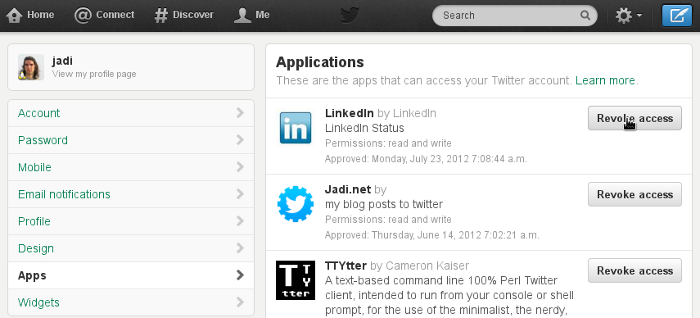 Home
Connect
Discover
Me
Search
jadi
View my profile page
Account
Password
Mobile
Email notifications
Profile
Design
Apps
Widgets
Applications
These are the apps that can access your Twitter account. Learn more.
in
LinkedIn by LinkedIn
LinkedIn Status
Permissions: read and write
Approved: Monday, July 23, 2012 7:08:44 a.m.
Revoke access
Jadi.net by
my blog posts to twitter
Permissions: read and write
Approved: Thursday, June 14, 2012 7:02:21 a.m.
Revoke access
TTY
tter
TTYtter by Cameron Kaiser
A text-based command line 100% Perl Twitter
client, intended to run from your console or shell
prompt, for the use of the minimalist, the nerdy,
Revoke access